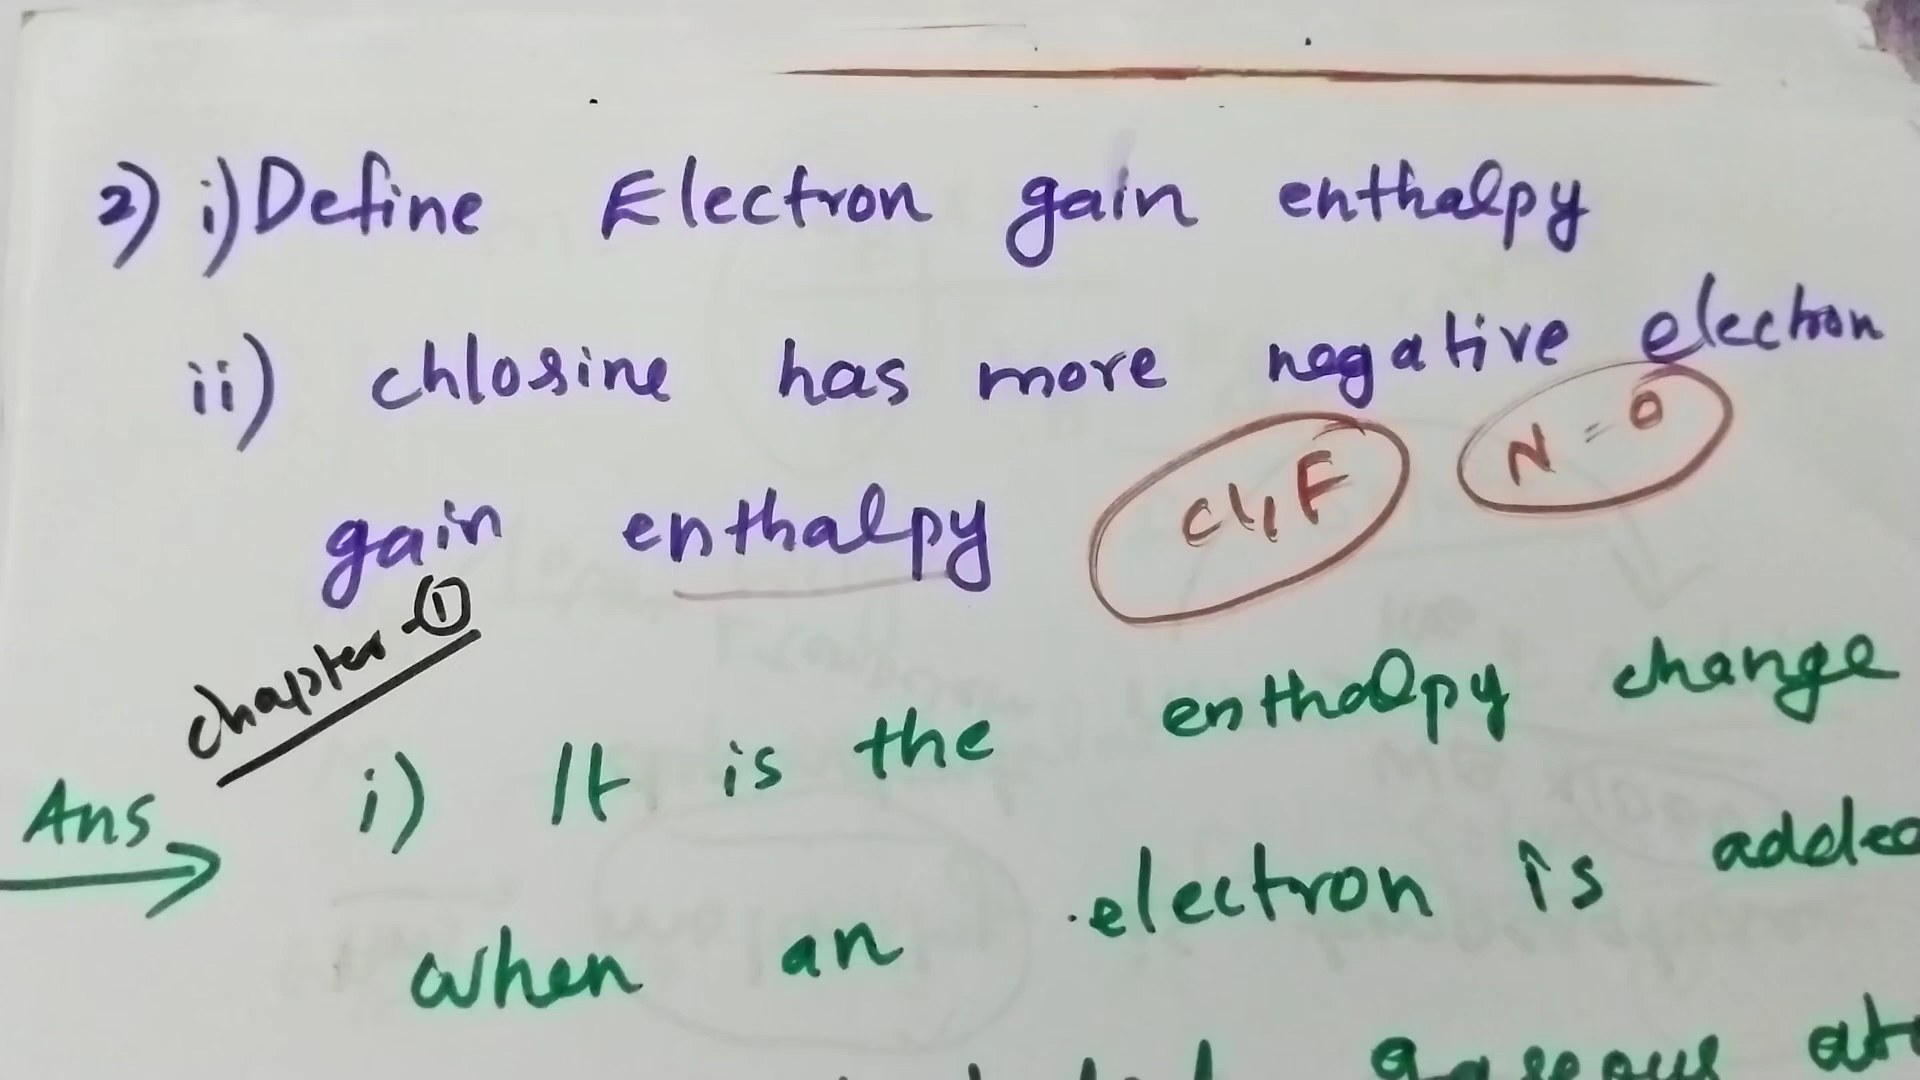 2) i) Define Electron gain enthalpy
ii) chlorine has more negative electron
gain enthalpy
Cl, F
N = O
chapter - ①
Ans
i) It is the enthalpy change
when an electron is added
gaseous